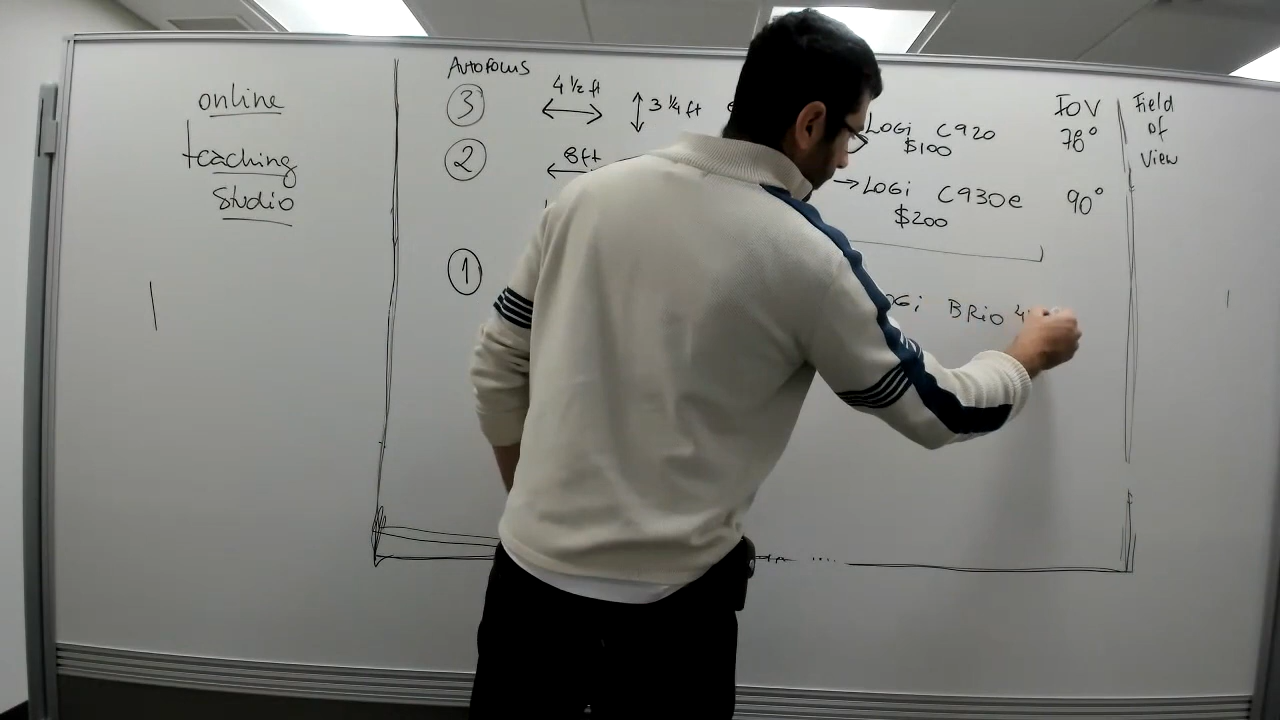 online
teaching
studio
AutoFocus
3
4 1/2 ft
3 1/4 ft
LOGi C920
$100
FOV
78°
Field
of
View
2
8ft
→ LOGi C930e
$200
90°
1
BRio